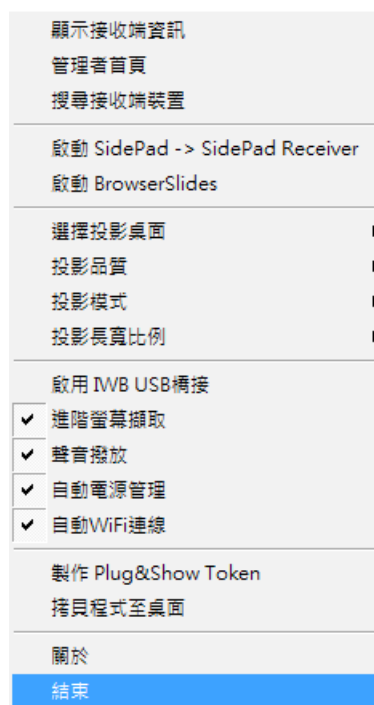 顯示接收端資訊
管理者首頁
搜尋接收端裝置
啟動 SidePad -> SidePad Receiver
啟動 BrowserSlides
選擇投影桌面
投影品質
投影模式
投影長寬比例
啟用 IWB USB橋接
進階螢幕擷取
聲音撥放
自動電源管理
自動WiFi連線
製作 Plug&Show Token
拷貝程式至桌面
關於
結束